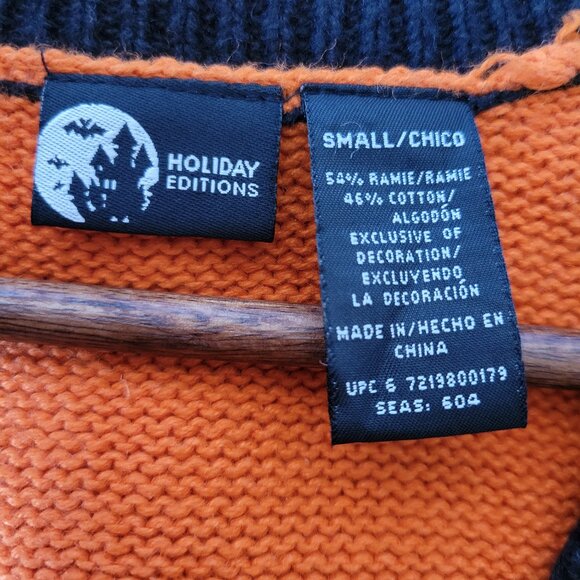 HOLIDAY
EDITIONS
SMALL/CHICO
54% RAMIE/RAMIE
46% COTTON/
ALGODÓN
EXCLUSIVE OF
DECORATION/
EXCLUYENDO
LA DECORACIÓN
MADE IN/HECHO EN
CHINA
UPC 6 7219800179
SEAS: 604